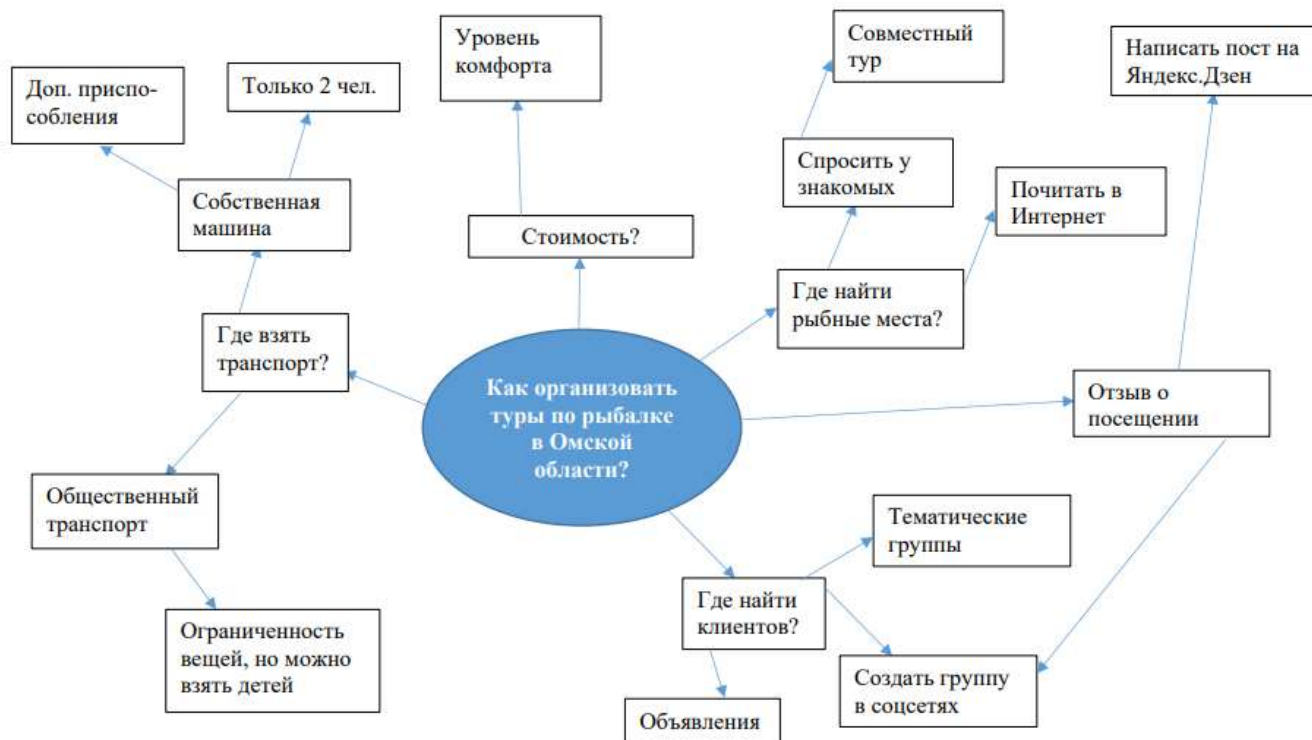 Уровень
комфорта
Совместный
тур
Написать пост на
Яндекс.Дзен
Доп. приспо-
собления
Только 2 чел.
Спросить у
знакомых
Почитать в
Интернет
Собственная
машина
Стоимость?
Где найти
рыбные места?
Где взять
транспорт?
Как организовать
туры по рыбалке
в Омской
области?
Отзыв о
посещении
Общественный
транспорт
Тематические
группы
Где найти
клиентов?
Ограниченность
вещей, но можно
взять детей
Создать группу
в соцсетях
Объявления